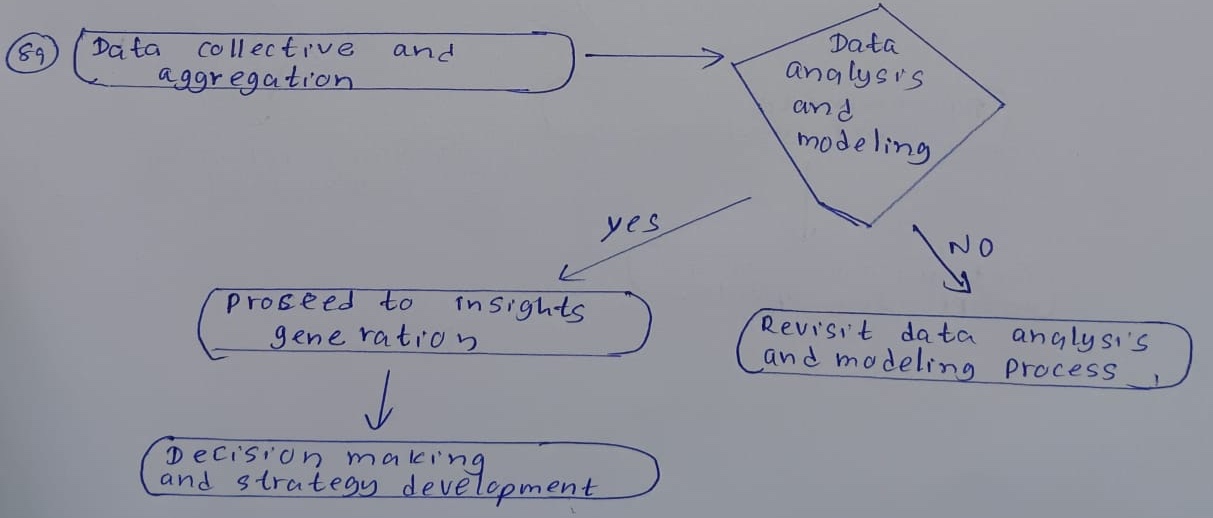 89
Data collective and
aggregation
Data
analysis
and
modeling
yes
NO
proseed to insights
generation
Revisit data analysis
and modeling process
Decision making
and strategy development